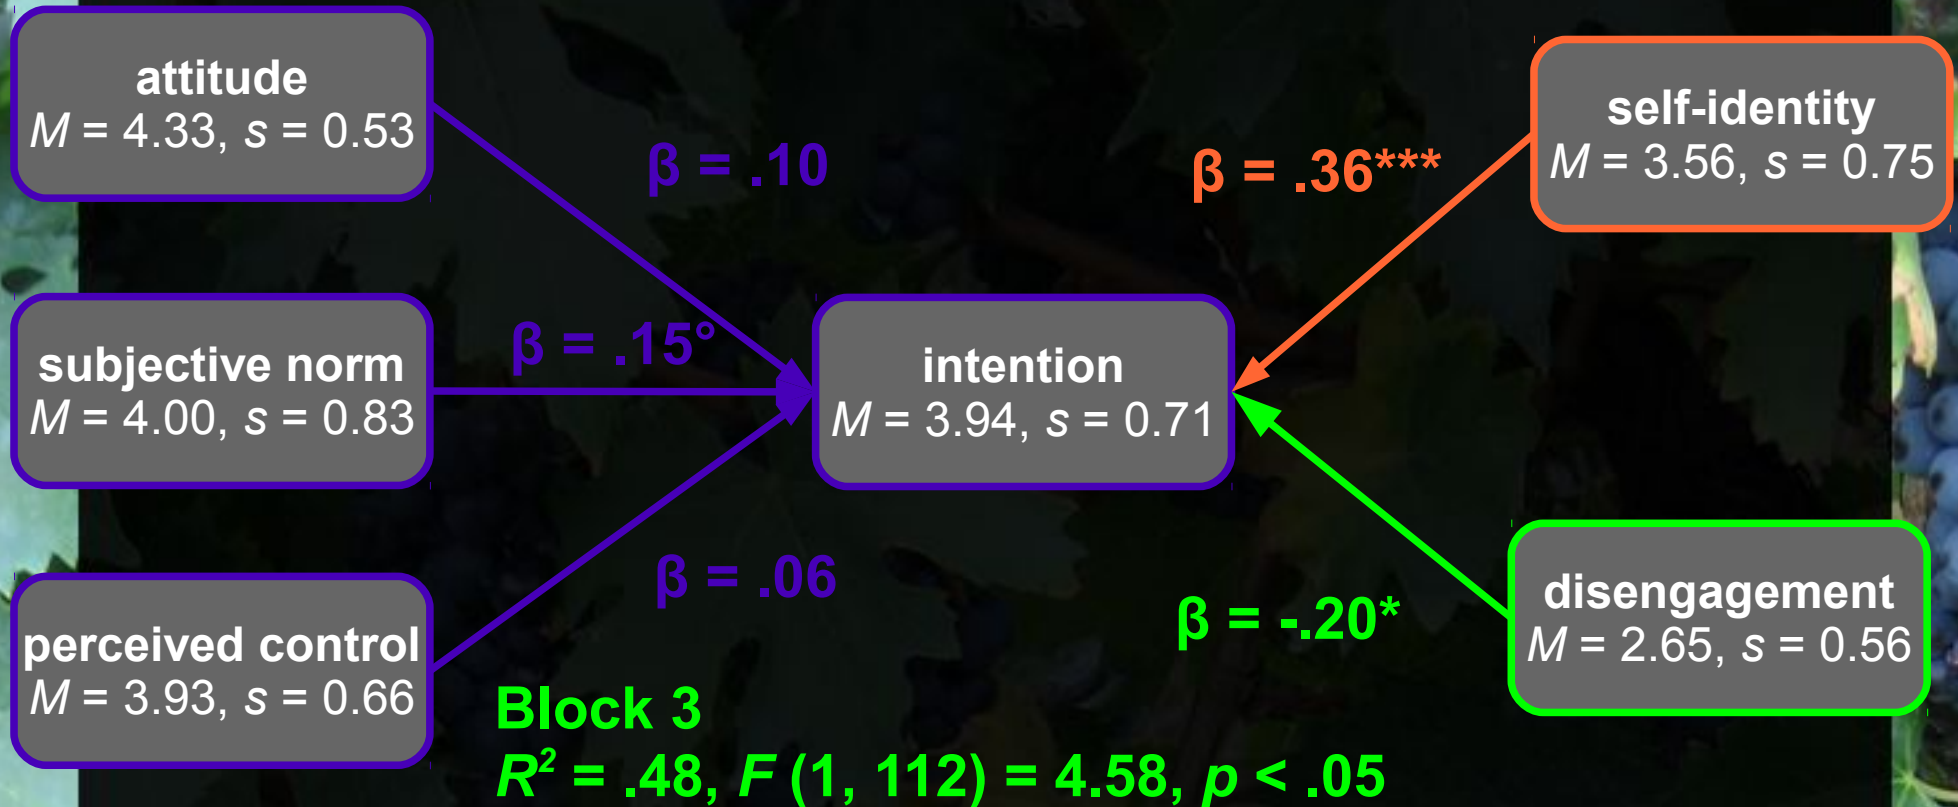 attitude
M = 4.33, s = 0.53
β = .10
β = .36***
self-identity
M = 3.56, s = 0.75
subjective norm
M = 4.00, s = 0.83
β = .15°
intention
M = 3.94, s = 0.71
perceived control
M = 3.93, s = 0.66
β = .06
β = -.20*
disengagement
M = 2.65, s = 0.56
Block 3
R² = .48, F (1, 112) = 4.58, p < .05